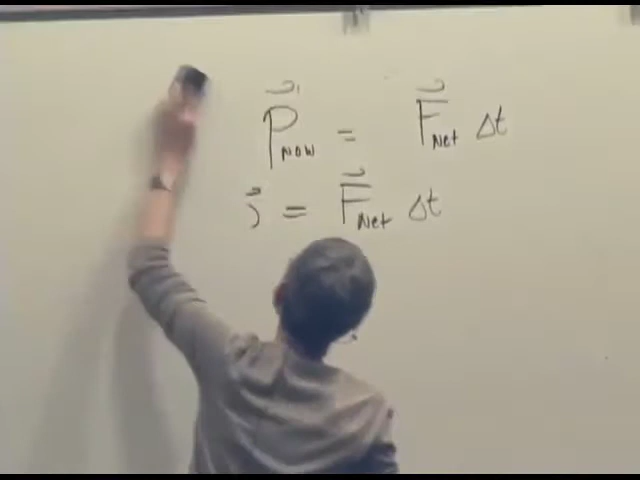 P⃗now = F⃗Net Δt
= F⃗Net Δt